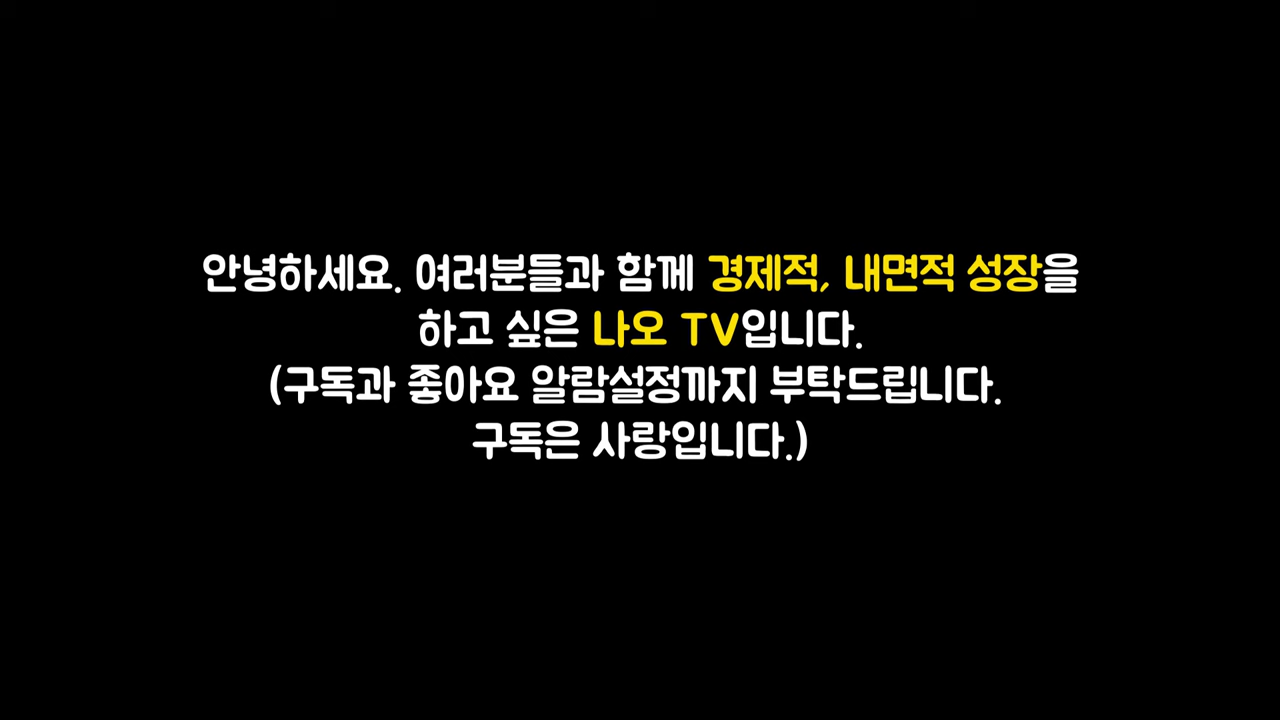 안녕하세요. 여러분들과 함께 경제적, 내면적 성장을
하고 싶은 나오 TV입니다.
(구독과 좋아요 알람설정까지 부탁드립니다.
구독은 사랑입니다.)